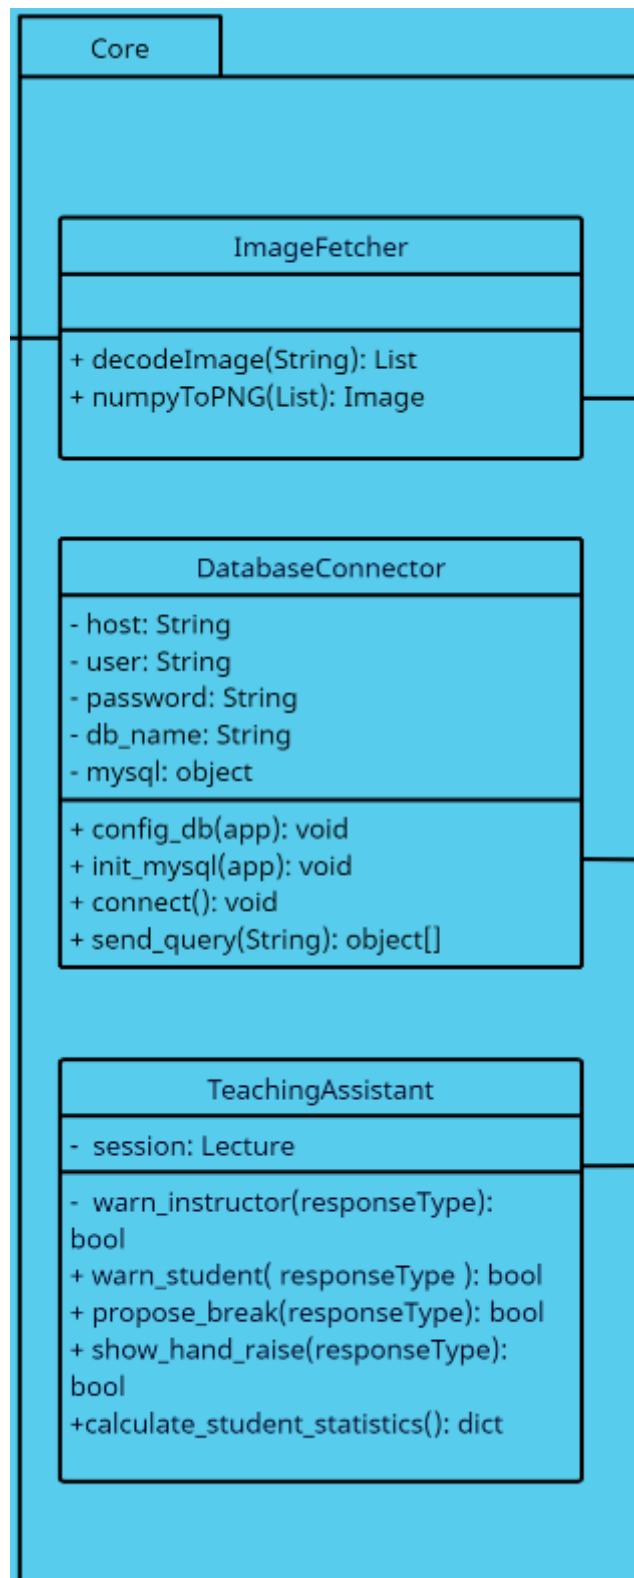 Core
ImageFetcher
+ decodeImage(String): List
+ numpyToPNG(List): Image
DatabaseConnector
- host: String
- user: String
- password: String
- db_name: String
- mysql: object
+ config_db(app): void
+ init_mysql(app): void
+ connect(): void
+ send_query(String): object[]
TeachingAssistant
-  session: Lecture
-  warn_instructor(responseType):
bool
+ warn_student( responseType ): bool
+ propose_break(responseType): bool
+ show_hand_raise(responseType):
bool
+calculate_student_statistics(): dict